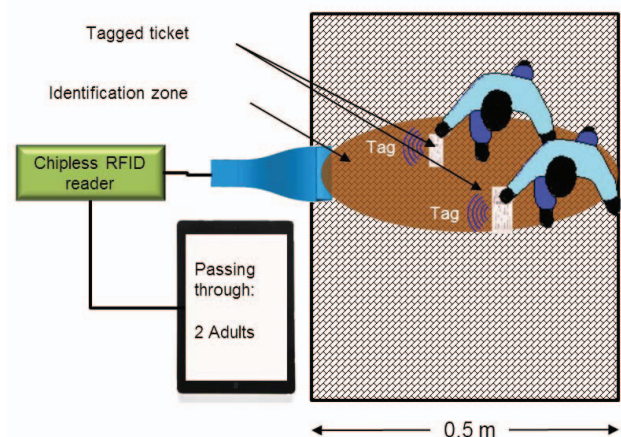 Tagged ticket
Identification zone
Chipless RFID
reader
Tag
Tag
Passing
through:
2 Adults
0.5 m